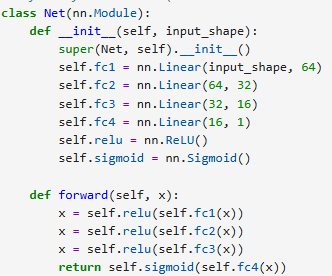 class Net(nn.Module):
    def __init__(self, input_shape):
        super(Net, self).__init__()
        self.fc1 = nn.Linear(input_shape, 64)
        self.fc2 = nn.Linear(64, 32)
        self.fc3 = nn.Linear(32, 16)
        self.fc4 = nn.Linear(16, 1)
        self.relu = nn.ReLU()
        self.sigmoid = nn.Sigmoid()

    def forward(self, x):
        x = self.relu(self.fc1(x))
        x = self.relu(self.fc2(x))
        x = self.relu(self.fc3(x))
        return self.sigmoid(self.fc4(x))